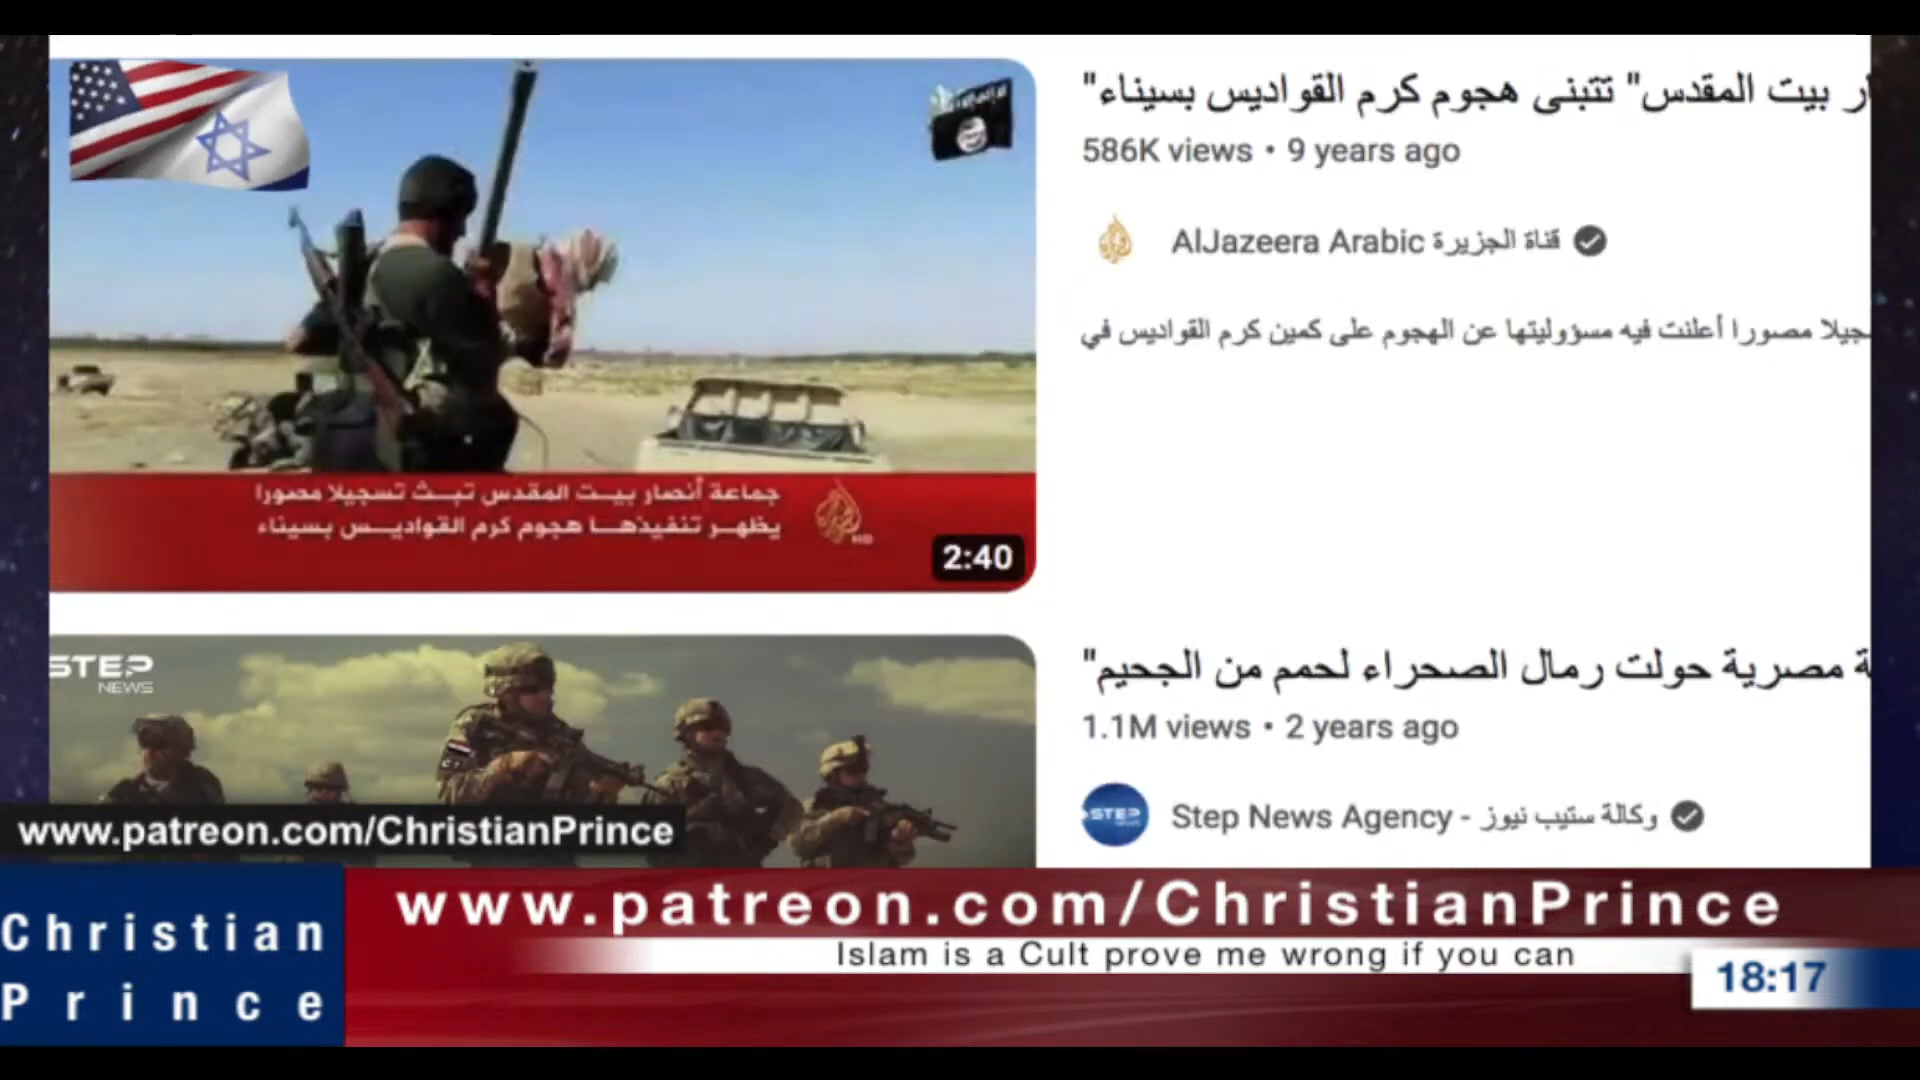 ار بيت المقدس" تتبنى هجوم كرم القواديس بسيناء"
586K views • 9 years ago
AlJazeera Arabic قناة الجزيرة
جيلا مصورا أعلنت فيه مسؤوليتها عن الهجوم على كمين كرم القواديس في
جماعة أنصار بيت المقدس تبث تسجيلا مصورا
يظهر تنفيذها هجوم كرم القواديس بسيناء
HD
2:40
STEP
NEWS
ة مصرية حولت رمال الصحراء لحمم من الجحيم"
1.1M views • 2 years ago
STEP
Step News Agency - وكالة ستيب نيوز
www.patreon.com/ChristianPrince
Christian
Prince
www.patreon.com/ChristianPrince
Islam is a Cult prove me wrong if you can
18:17